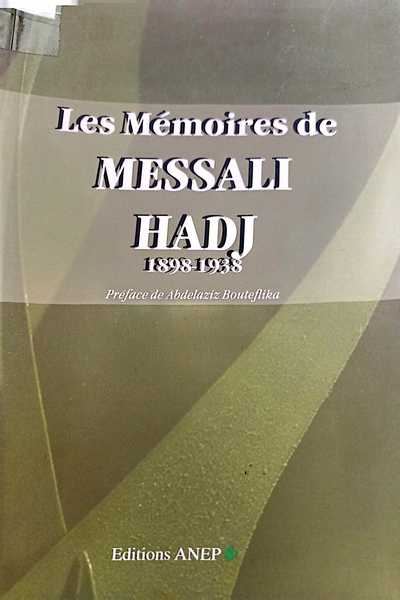 Les Mémoires de
MESSALI
HADJ
1898-1938
Préface de Abdelaziz Bouteflika
Editions ANEP